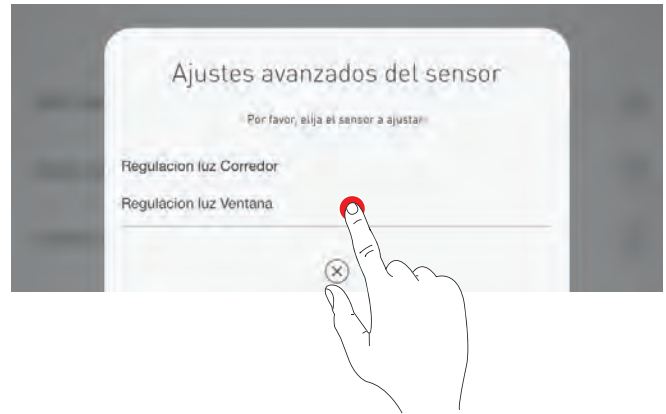 Ajustes avanzados del sensor
Por favor, elija el sensor a ajustar
Regulacion luz Corredor
Regulacion luz Ventana